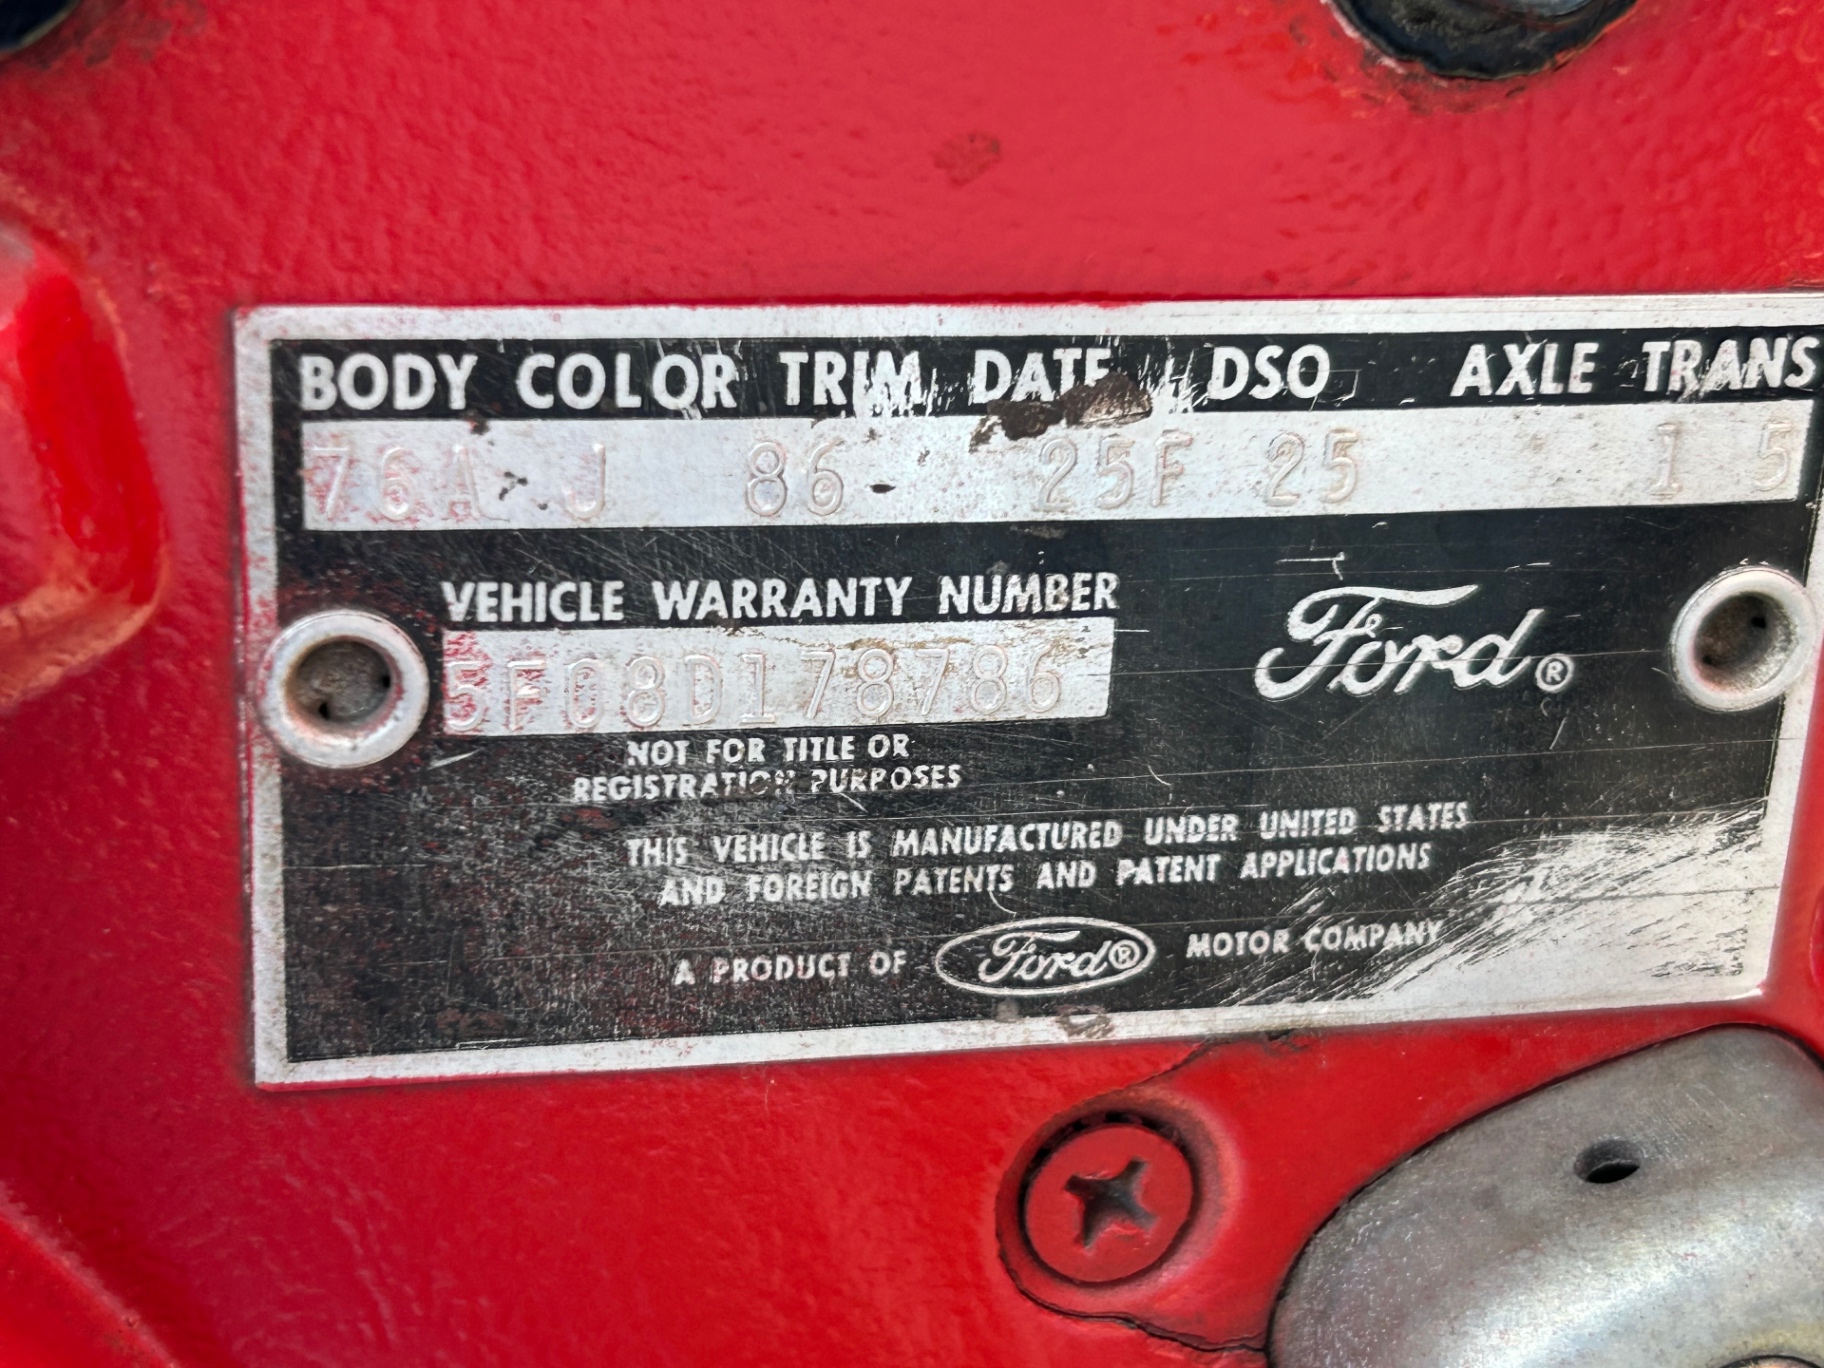 BODY COLOR TRIM DATE DSO AXLE TRANS
76A J 86 25F 25 1 5
VEHICLE WARRANTY NUMBER
5F08D178786
Ford®
NOT FOR TITLE OR
REGISTRATION PURPOSES
THIS VEHICLE IS MANUFACTURED UNDER UNITED STATES
AND FOREIGN PATENTS AND PATENT APPLICATIONS
A PRODUCT OF Ford® MOTOR COMPANY